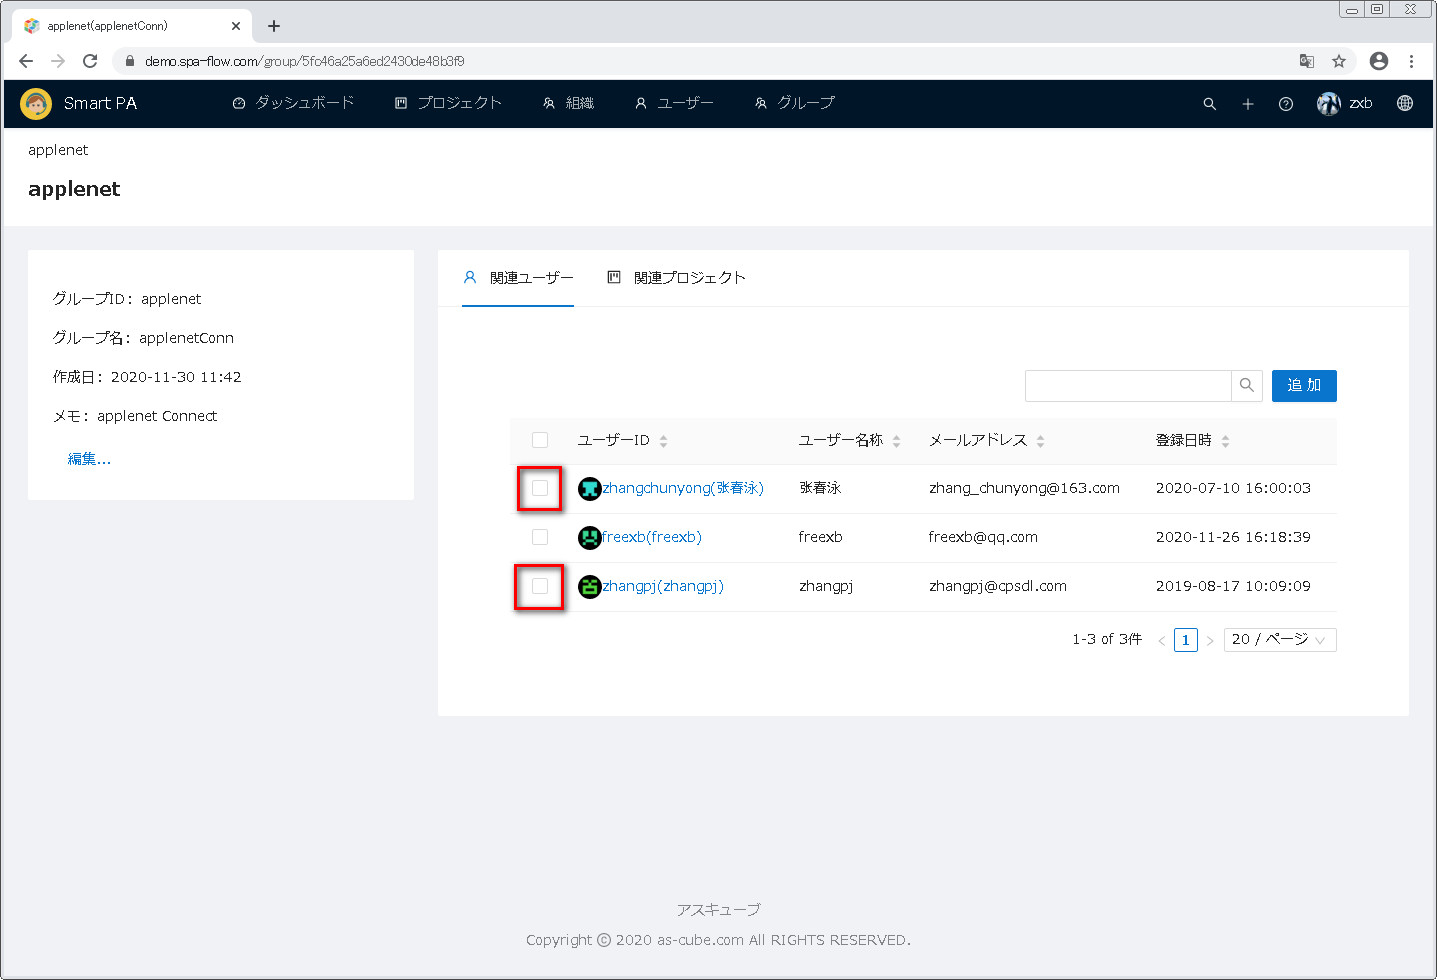 applenet(applenetConn)
demo.spa-flow.com/group/5fc46a25a6ed2430de48b3f9
Smart PA
ダッシュボード
プロジェクト
組織
ユーザー
グループ
zxb
applenet
applenet
グループID: applenet
グループ名: applenetConn
作成日: 2020-11-30 11:42
メモ: applenet Connect
編集...
関連ユーザー
関連プロジェクト
追 加
ユーザーID ユーザー名称 メールアドレス 登録日時
zhangchunyong(张春泳) 张春泳 zhang_chunyong@163.com 2020-07-10 16:00:03
freexb(freexb) freexb freexb@qq.com 2020-11-26 16:18:39
zhangpj(zhangpj) zhangpj zhangpj@cpsdl.com 2019-08-17 10:09:09
1-3 of 3件 < 1 > 20 / ページ
アスキューブ
Copyright © 2020 as-cube.com All RIGHTS RESERVED.